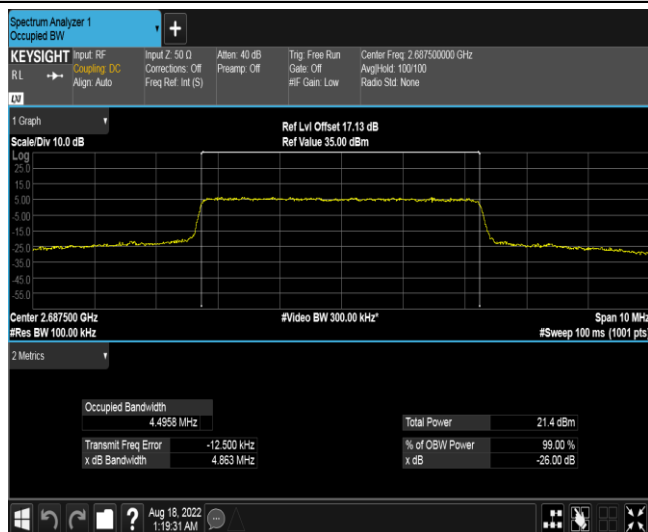 Spectrum Analyzer 1
Occupied BW
+
KEYSIGHT Input: RF Input Z: 50 Ω Atten: 40 dB Trig: Free Run Center Freq: 2.687500000 GHz
RL Coupling: DC Corrections: Off Preamp: Off Gate: Off Avg|Hold: 100/100
Align: Auto Freq Ref: Int (S) #IF Gain: Low Radio Std: None
LXI
1 Graph Ref Lvl Offset 17.13 dB
Scale/Div 10.0 dB Ref Value 35.00 dBm
Log
25.0
15.0
5.00
-5.00
-15.0
-25.0
-35.0
-45.0
-55.0
Center 2.687500 GHz #Video BW 300.00 kHz* Span 10 MHz
#Res BW 100.00 kHz #Sweep 100 ms (1001 pts)
2 Metrics
Occupied Bandwidth
4.4958 MHz Total Power 21.4 dBm
Transmit Freq Error -12.500 kHz % of OBW Power 99.00 %
x dB Bandwidth 4.863 MHz x dB -26.00 dB
? Aug 18, 2022
1:19:31 AM